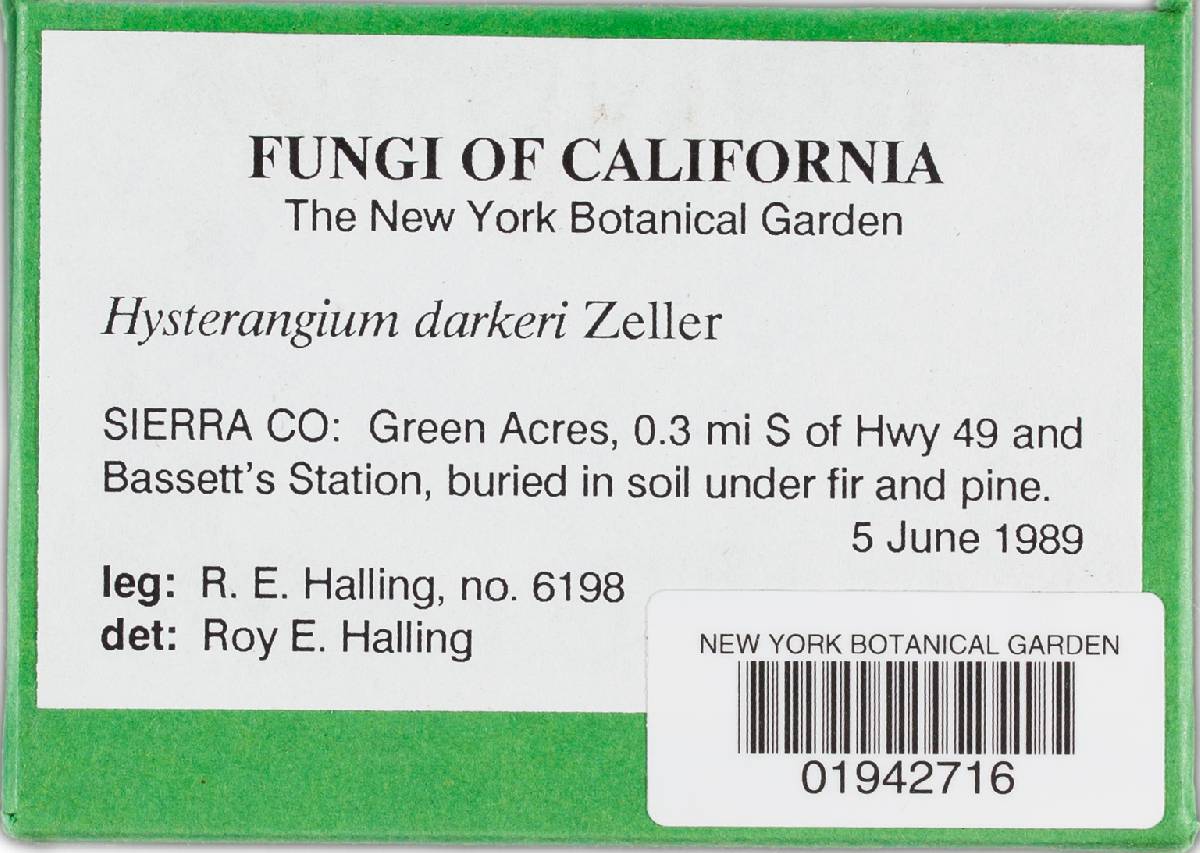 FUNGI OF CALIFORNIA
The New York Botanical Garden
Hysterangium darkeri Zeller
SIERRA CO:  Green Acres, 0.3 mi S of Hwy 49 and
Bassett's Station, buried in soil under fir and pine.
5 June 1989
leg:  R. E. Halling, no. 6198
det:  Roy E. Halling
NEW YORK BOTANICAL GARDEN
01942716